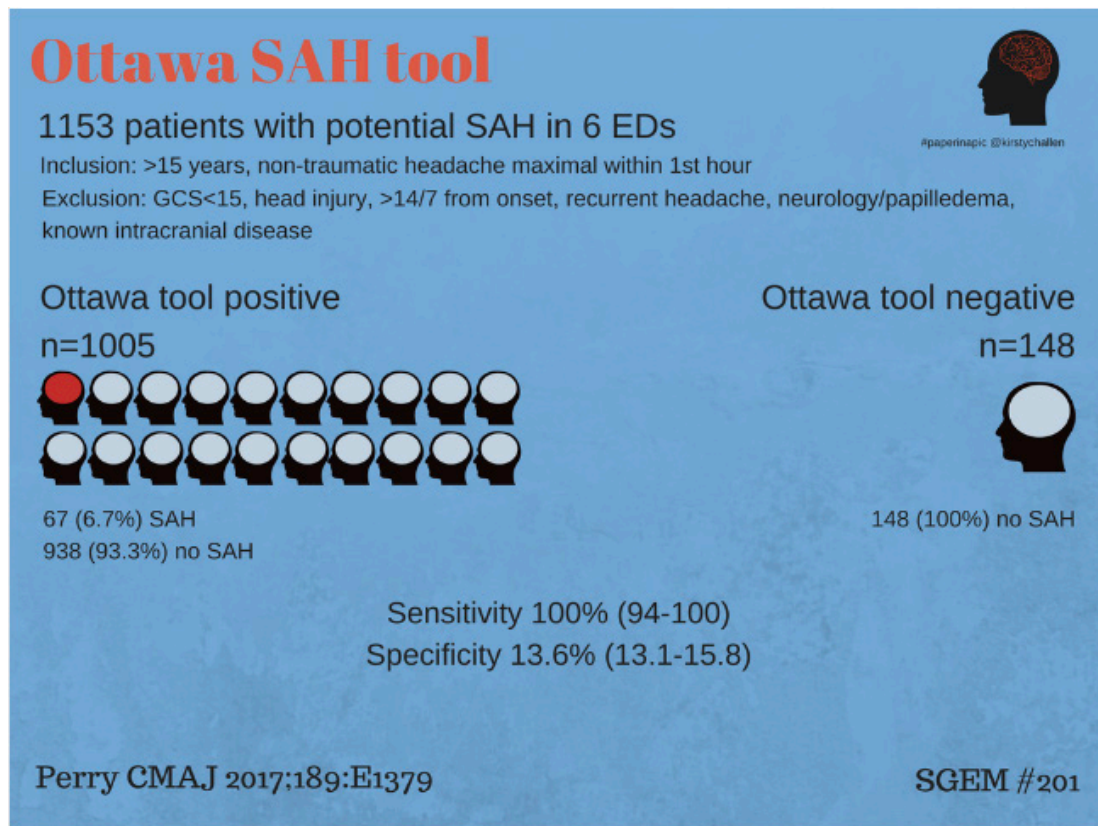 Ottawa SAH tool
#paperinapic @kirstychallen
1153 patients with potential SAH in 6 EDs
Inclusion: >15 years, non-traumatic headache maximal within 1st hour
Exclusion: GCS<15, head injury, >14/7 from onset, recurrent headache, neurology/papilledema,
known intracranial disease
Ottawa tool positive
n=1005
67 (6.7%) SAH
938 (93.3%) no SAH
Ottawa tool negative
n=148
148 (100%) no SAH
Sensitivity 100% (94-100)
Specificity 13.6% (13.1-15.8)
Perry CMAJ 2017;189:E1379
SGEM #201